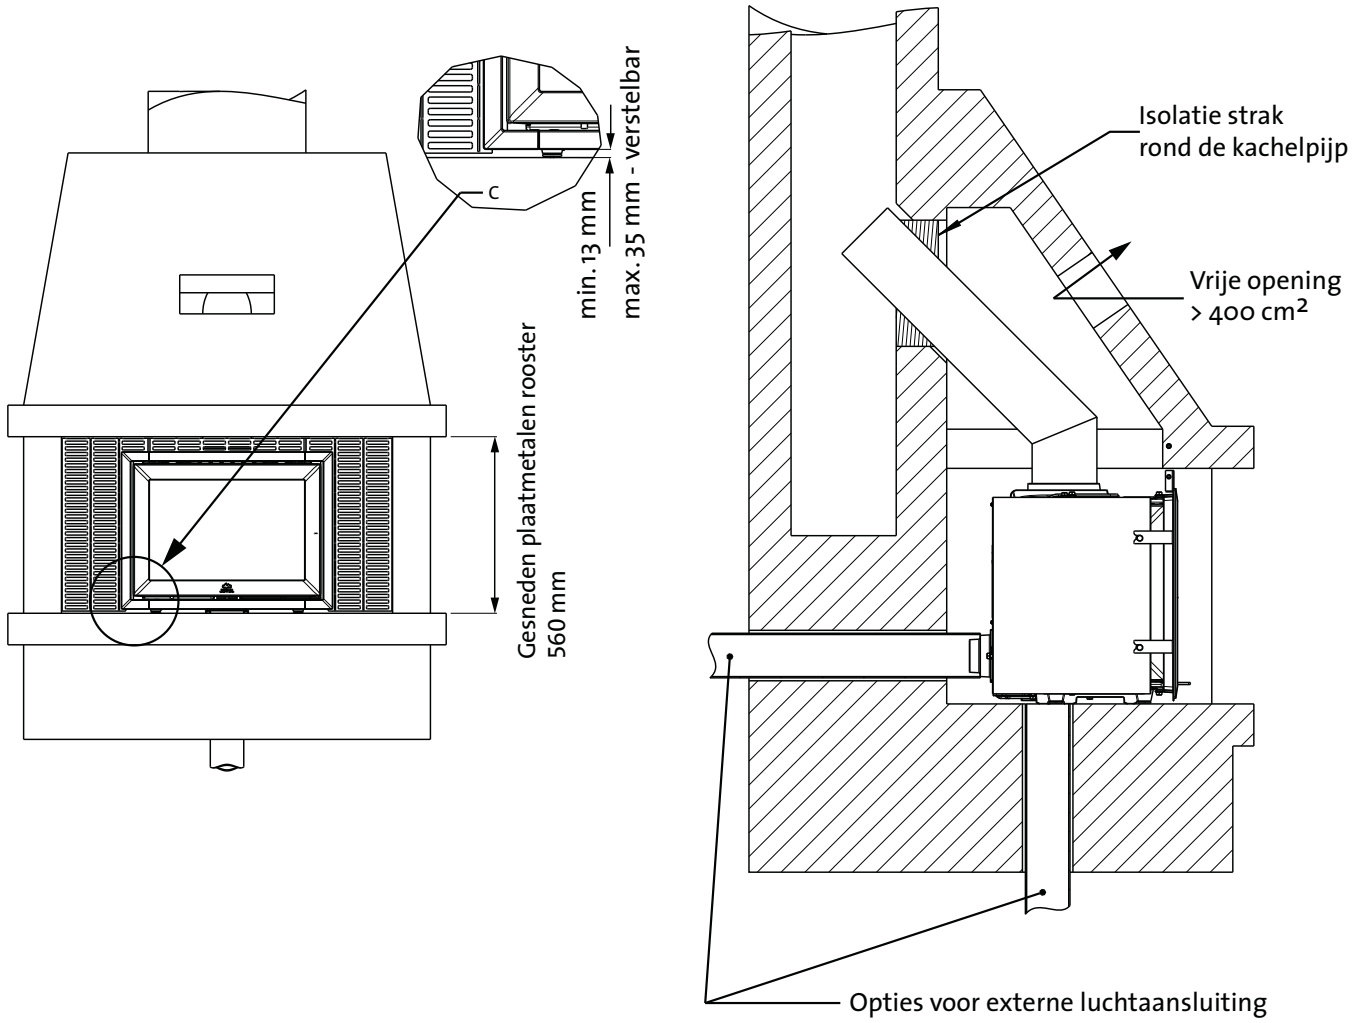 C
min. 13 mm
max. 35 mm - verstelbar
Gesneden plaatmetalen rooster
560 mm
Isolatie strak
rond de kachelpijp
Vrije opening
> 400 cm²
Opties voor externe luchtaansluiting